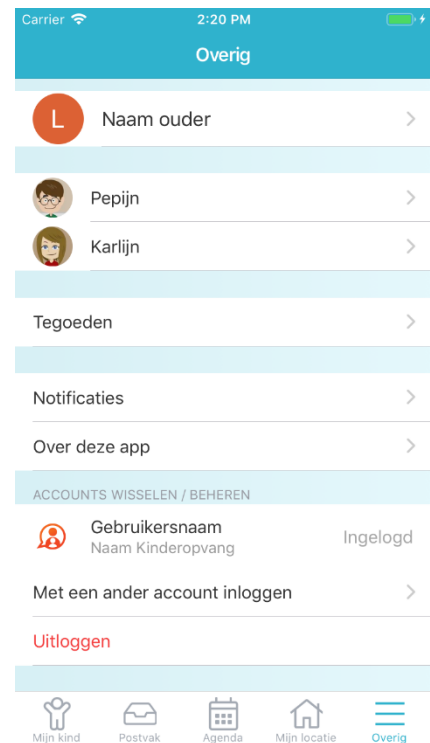 Carrier 2:20 PM
Overig
L Naam ouder
Pepijn
Karlijn
Tegoeden
Notificaties
Over deze app
ACCOUNTS WISSELEN / BEHEREN
Gebruikersnaam
Naam Kinderopvang
Ingelogd
Met een ander account inloggen
Uitloggen
Mijn kind Postvak Agenda Mijn locatie Overig